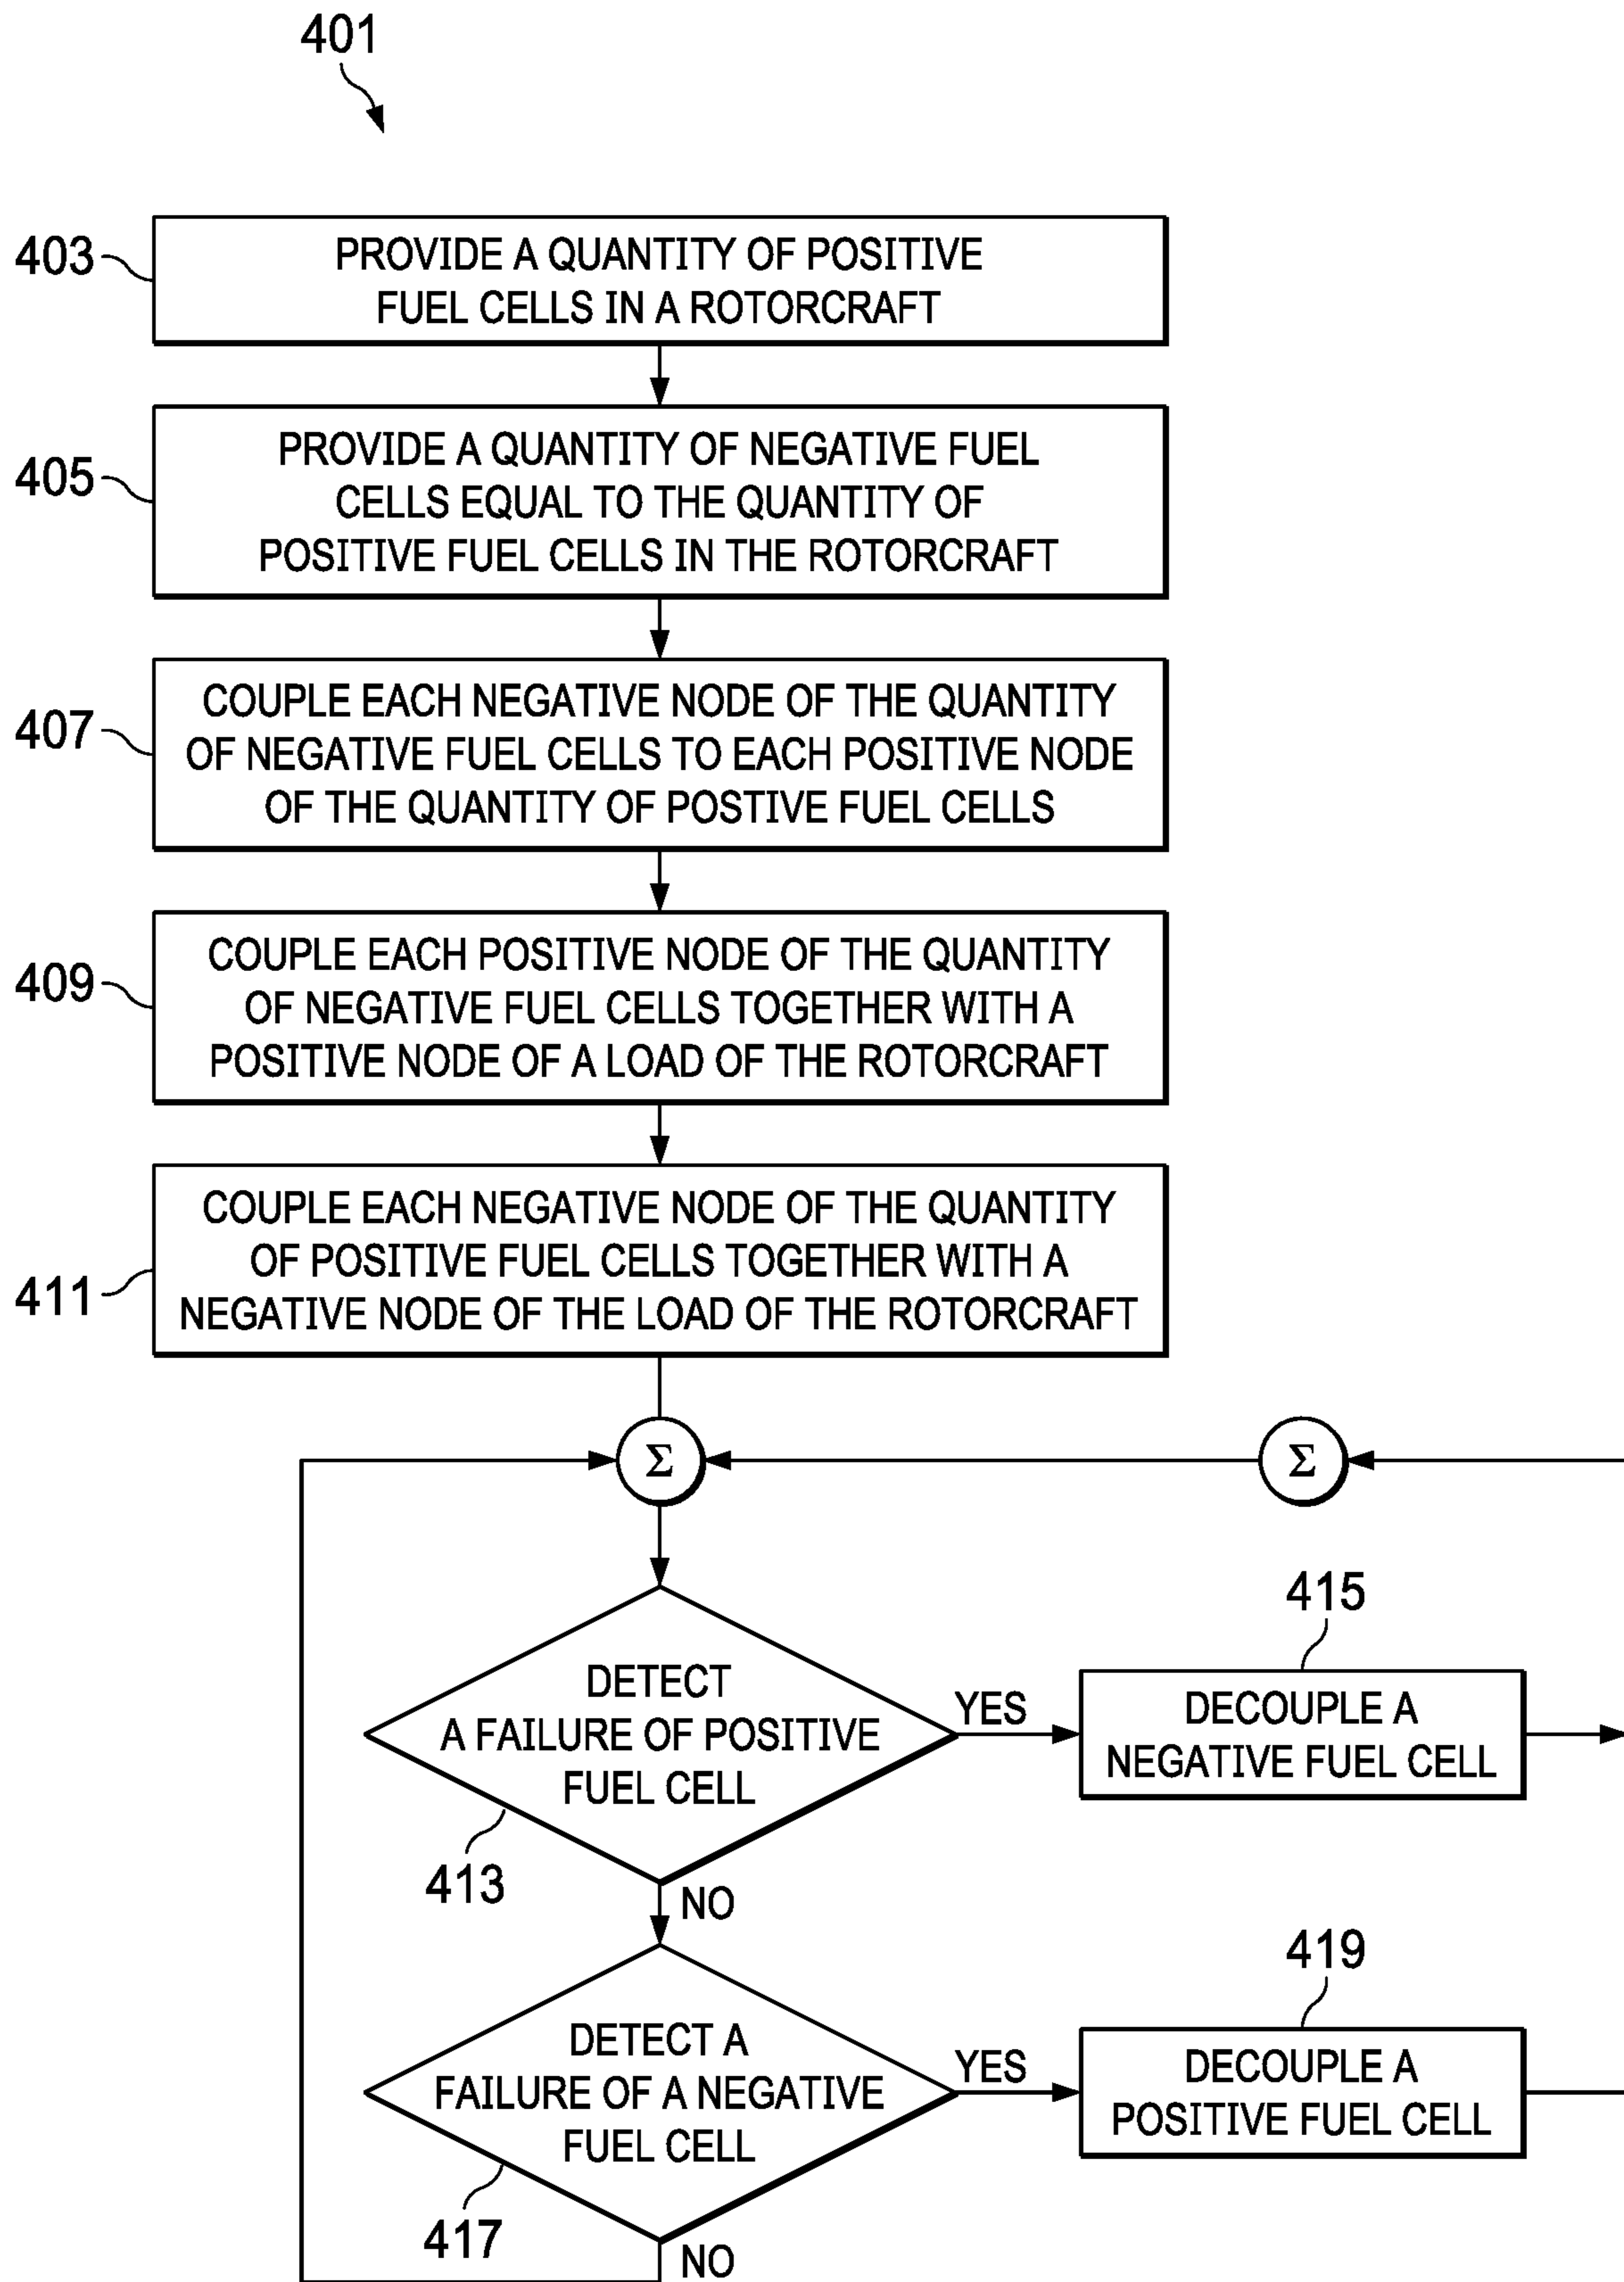 401
403
PROVIDE A QUANTITY OF POSITIVE
FUEL CELLS IN A ROTORCRAFT
405
PROVIDE A QUANTITY OF NEGATIVE FUEL
CELLS EQUAL TO THE QUANTITY OF
POSITIVE FUEL CELLS IN THE ROTORCRAFT
407
COUPLE EACH NEGATIVE NODE OF THE QUANTITY
OF NEGATIVE FUEL CELLS TO EACH POSITIVE NODE
OF THE QUANTITY OF POSTIVE FUEL CELLS
409
COUPLE EACH POSITIVE NODE OF THE QUANTITY
OF NEGATIVE FUEL CELLS TOGETHER WITH A
POSITIVE NODE OF A LOAD OF THE ROTORCRAFT
411
COUPLE EACH NEGATIVE NODE OF THE QUANTITY
OF POSITIVE FUEL CELLS TOGETHER WITH A
NEGATIVE NODE OF THE LOAD OF THE ROTORCRAFT
Σ
Σ
DETECT
A FAILURE OF POSITIVE
FUEL CELL
413
YES
415
DECOUPLE A
NEGATIVE FUEL CELL
NO
DETECT A
FAILURE OF A NEGATIVE
FUEL CELL
417
YES
419
DECOUPLE A
POSITIVE FUEL CELL
NO